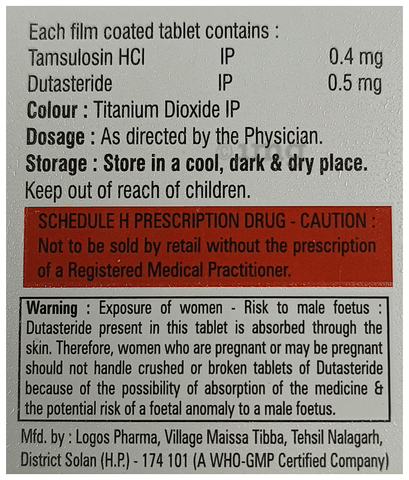 Each film coated tablet contains :
Tamsulosin HCl IP 0.4 mg
Dutasteride IP 0.5 mg
Colour : Titanium Dioxide IP
Dosage : As directed by the Physician.
Storage : Store in a cool, dark & dry place.
Keep out of reach of children.
SCHEDULE H PRESCRIPTION DRUG - CAUTION :
Not to be sold by retail without the prescription
of a Registered Medical Practitioner.
Warning : Exposure of women - Risk to male foetus :
Dutasteride present in this tablet is absorbed through the
skin. Therefore, women who are pregnant or may be pregnant
should not handle crushed or broken tablets of Dutasteride
because of the possibility of absorption of the medicine &
the potential risk of a foetal anomaly to a male foetus.
Mfd. by : Logos Pharma, Village Maissa Tibba, Tehsil Nalagarh,
District Solan (H.P.) - 174 101 (A WHO-GMP Certified Company)